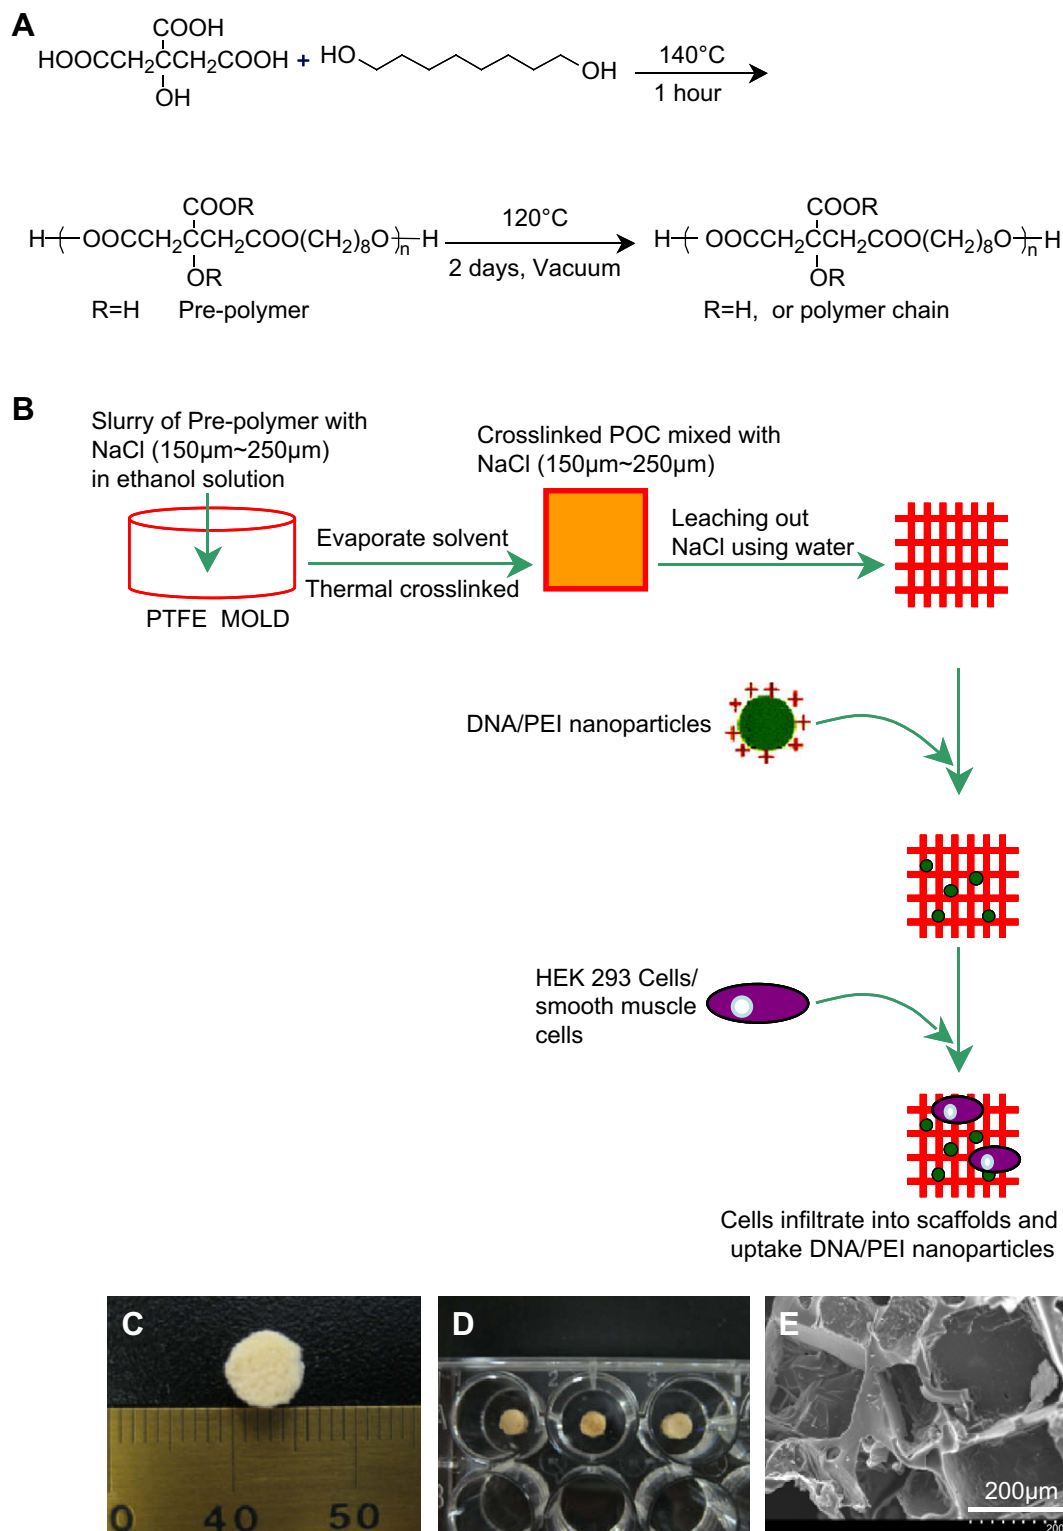 A
COOH
HOOCCH2CCH2COOH + HO OH
OH
140°C
1 hour
COOR
H ( OOCCH2CCH2COO(CH2)8O )n H
OR
R=H Pre-polymer
120°C
2 days, Vacuum
COOR
H ( OOCCH2CCH2COO(CH2)8O )n H
OR
R=H, or polymer chain
B
Slurry of Pre-polymer with
NaCl (150µm~250µm)
in ethanol solution
PTFE MOLD
Evaporate solvent
Thermal crosslinked
Crosslinked POC mixed with
NaCl (150µm~250µm)
Leaching out
NaCl using water
DNA/PEI nanoparticles
HEK 293 Cells/
smooth muscle
cells
Cells infiltrate into scaffolds and
uptake DNA/PEI nanoparticles
C
40 50
D
E
200µm